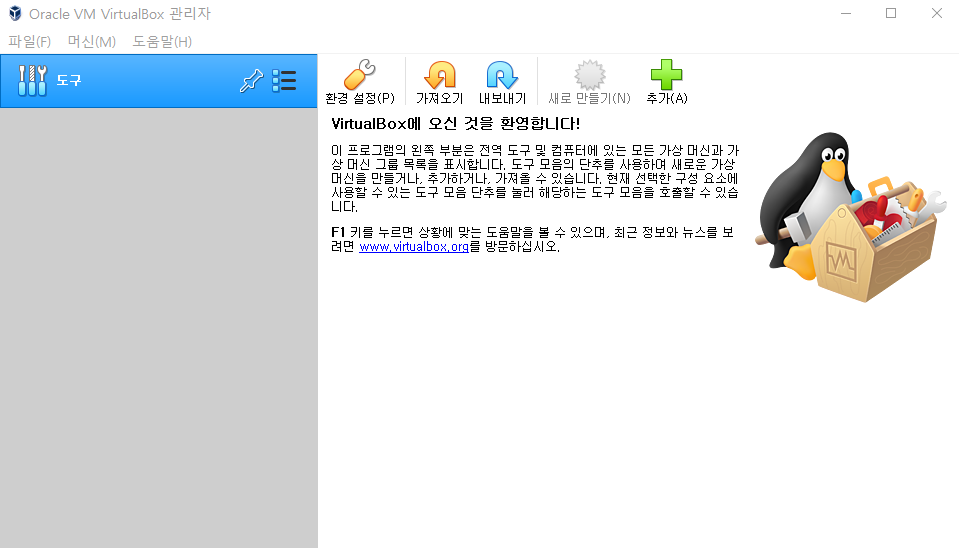 Oracle VM VirtualBox 관리자
파일(F) 머신(M) 도움말(H)
도구
환경 설정(P) 가져오기 내보내기 새로 만들기(N) 추가(A)
VirtualBox에 오신 것을 환영합니다!
이 프로그램의 왼쪽 부분은 전역 도구 및 컴퓨터에 있는 모든 가상 머신과 가
상 머신 그룹 목록을 표시합니다. 도구 모음의 단추를 사용하여 새로운 가상
머신을 만들거나, 추가하거나, 가져올 수 있습니다. 현재 선택한 구성 요소에
사용할 수 있는 도구 모음 단추를 눌러 해당하는 도구 모음을 호출할 수 있습
니다.
F1 키를 누르면 상황에 맞는 도움말을 볼 수 있으며, 최근 정보와 뉴스를 보
려면 www.virtualbox.org를 방문하십시오.